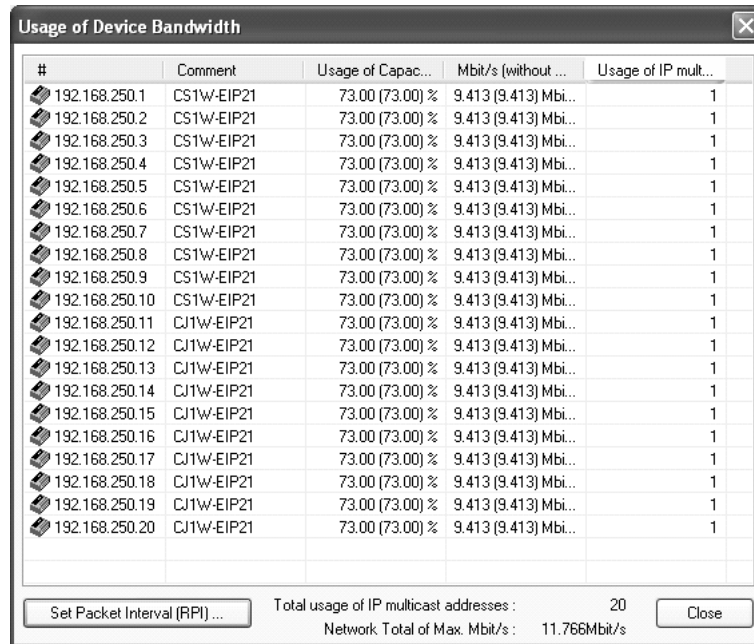 Usage of Device Bandwidth
# Comment Usage of Capac... Mbit/s (without ... Usage of IP mult...
192.168.250.1 CS1W-EIP21 73.00 (73.00) % 9.413 (9.413) Mbi... 1
192.168.250.2 CS1W-EIP21 73.00 (73.00) % 9.413 (9.413) Mbi... 1
192.168.250.3 CS1W-EIP21 73.00 (73.00) % 9.413 (9.413) Mbi... 1
192.168.250.4 CS1W-EIP21 73.00 (73.00) % 9.413 (9.413) Mbi... 1
192.168.250.5 CS1W-EIP21 73.00 (73.00) % 9.413 (9.413) Mbi... 1
192.168.250.6 CS1W-EIP21 73.00 (73.00) % 9.413 (9.413) Mbi... 1
192.168.250.7 CS1W-EIP21 73.00 (73.00) % 9.413 (9.413) Mbi... 1
192.168.250.8 CS1W-EIP21 73.00 (73.00) % 9.413 (9.413) Mbi... 1
192.168.250.9 CS1W-EIP21 73.00 (73.00) % 9.413 (9.413) Mbi... 1
192.168.250.10 CS1W-EIP21 73.00 (73.00) % 9.413 (9.413) Mbi... 1
192.168.250.11 CJ1W-EIP21 73.00 (73.00) % 9.413 (9.413) Mbi... 1
192.168.250.12 CJ1W-EIP21 73.00 (73.00) % 9.413 (9.413) Mbi... 1
192.168.250.13 CJ1W-EIP21 73.00 (73.00) % 9.413 (9.413) Mbi... 1
192.168.250.14 CJ1W-EIP21 73.00 (73.00) % 9.413 (9.413) Mbi... 1
192.168.250.15 CJ1W-EIP21 73.00 (73.00) % 9.413 (9.413) Mbi... 1
192.168.250.16 CJ1W-EIP21 73.00 (73.00) % 9.413 (9.413) Mbi... 1
192.168.250.17 CJ1W-EIP21 73.00 (73.00) % 9.413 (9.413) Mbi... 1
192.168.250.18 CJ1W-EIP21 73.00 (73.00) % 9.413 (9.413) Mbi... 1
192.168.250.19 CJ1W-EIP21 73.00 (73.00) % 9.413 (9.413) Mbi... 1
192.168.250.20 CJ1W-EIP21 73.00 (73.00) % 9.413 (9.413) Mbi... 1
Set Packet Interval (RPI) ...
Total usage of IP multicast addresses : 20
Network Total of Max. Mbit/s : 11.766Mbit/s
Close